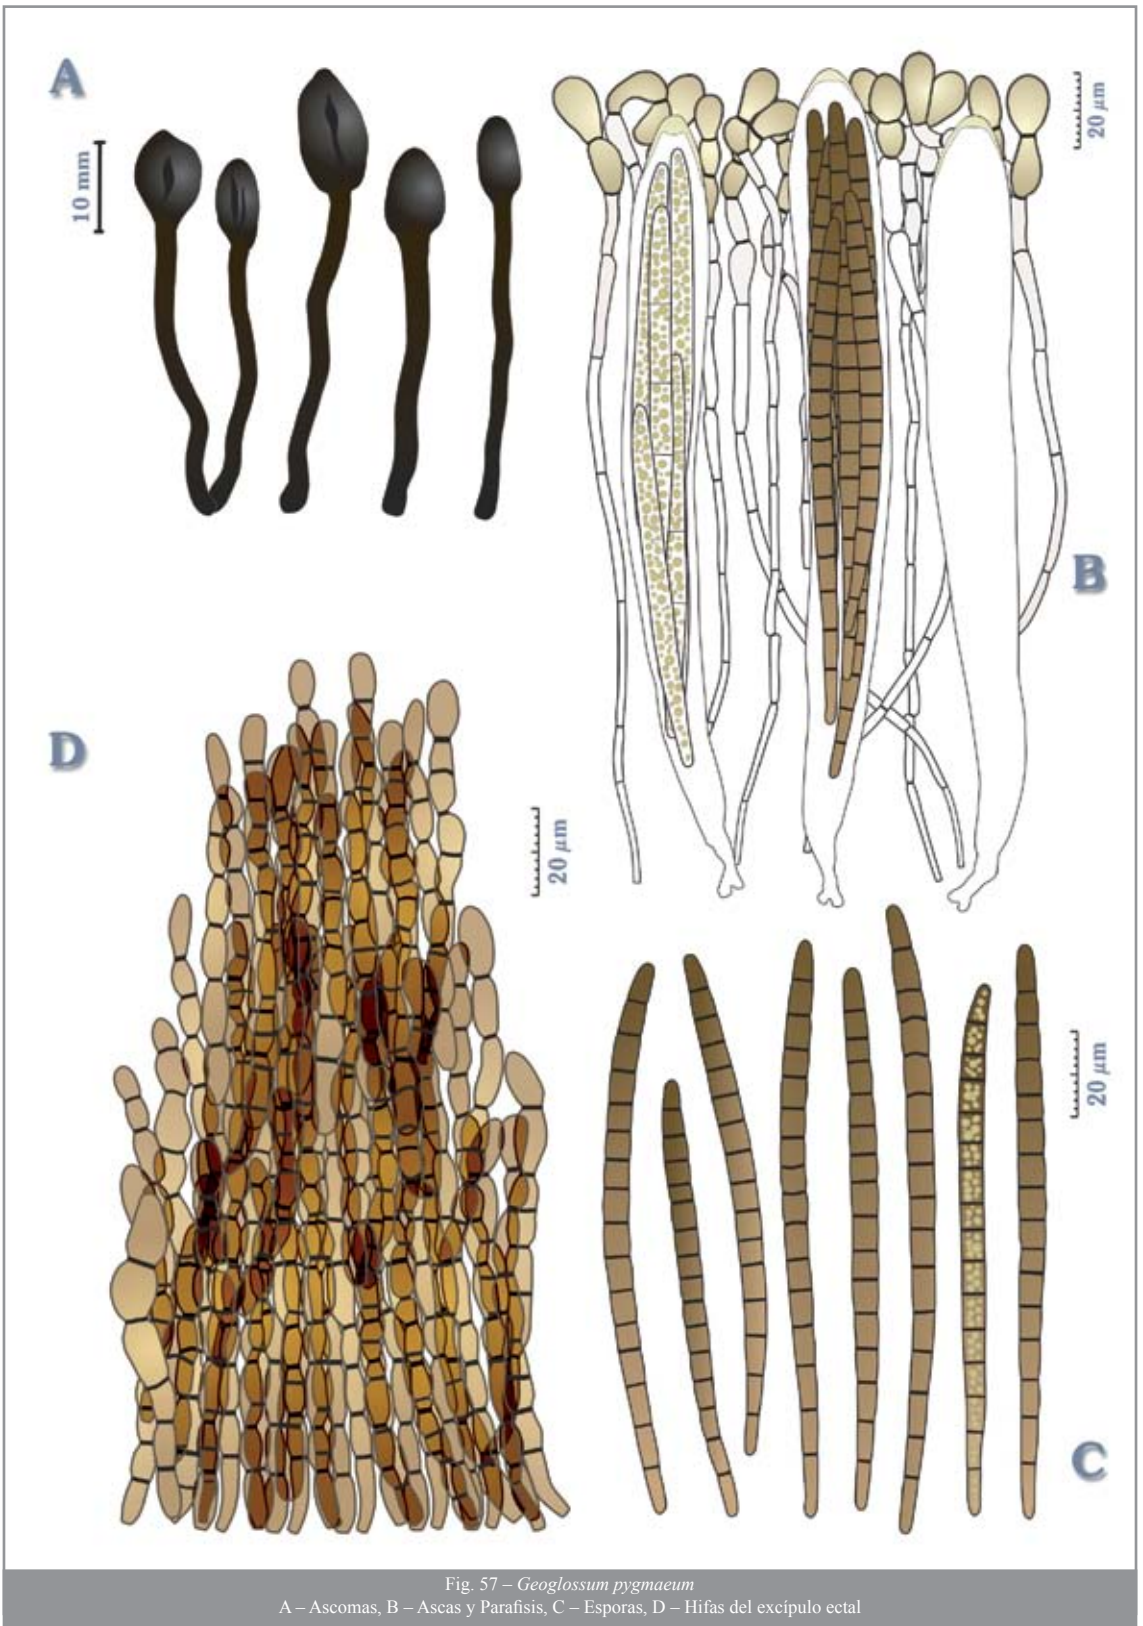 A
10 mm
20 µm
B
D
20 µm
20 µm
C
Fig. 57 – Geoglossum pygmaeum
A – Ascomas, B – Ascas y Parafisis, C – Esporas, D – Hifas del excípulo ectal